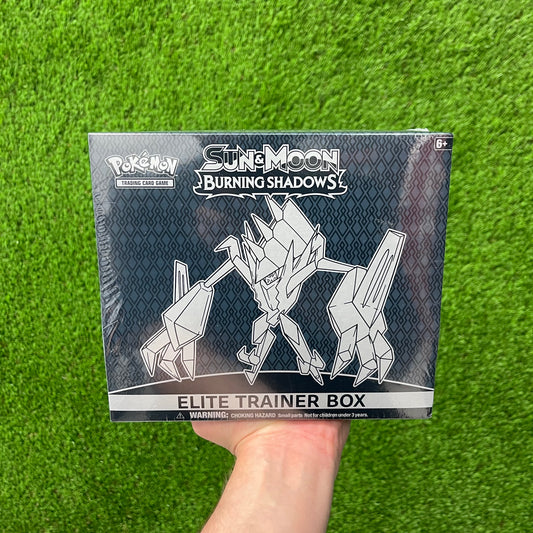 Pokémon
TRADING CARD GAME
SUN & MOON
BURNING SHADOWS
6+
ELITE TRAINER BOX
WARNING: CHOKING HAZARD Small parts Not for children under 3 years.